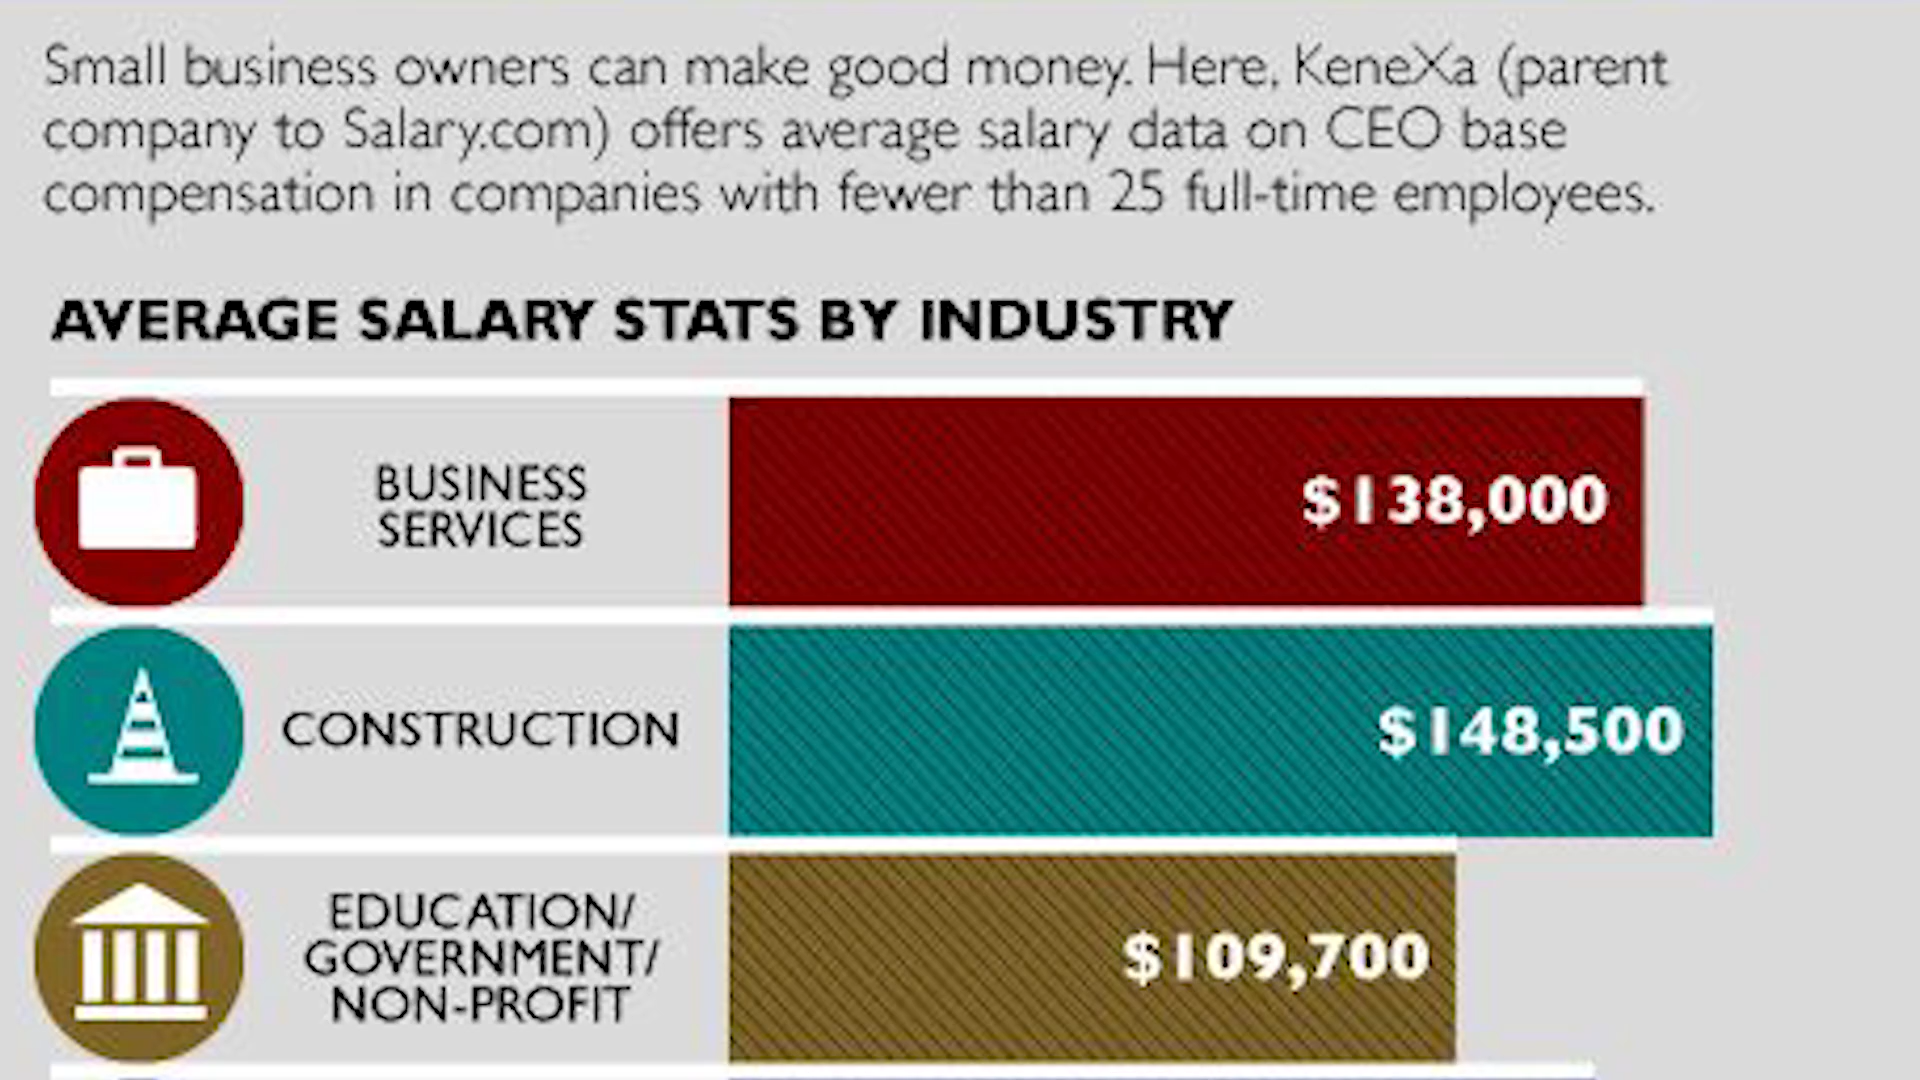 Small business owners can make good money. Here, KeneXa (parent
company to Salary.com) offers average salary data on CEO base
compensation in companies with fewer than 25 full-time employees.
AVERAGE SALARY STATS BY INDUSTRY
BUSINESS
SERVICES
$138,000
CONSTRUCTION
$148,500
EDUCATION/
GOVERNMENT/
NON-PROFIT
$109,700